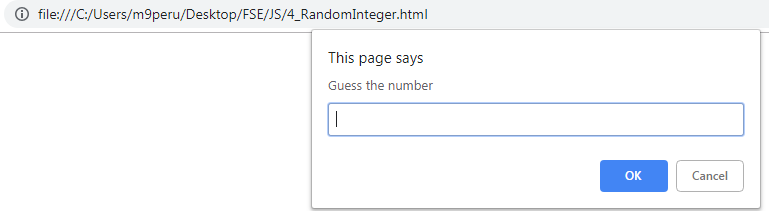 file:///C:/Users/m9peru/Desktop/FSE/JS/4_RandomInteger.html
This page says
Guess the number
OK
Cancel